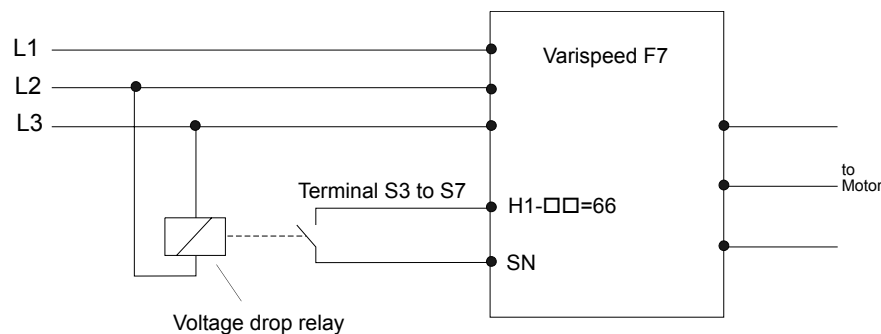 L1
Varispeed F7
L2
L3
to
Motor
Terminal S3 to S7
H1-□□=66
SN
Voltage drop relay